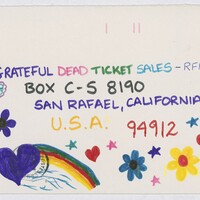 GRATEFUL DEAD TICKET SALES - RF
BOX C-S 8190
SAN RAFAEL, CALIFORNIA
U.S.A. 94912